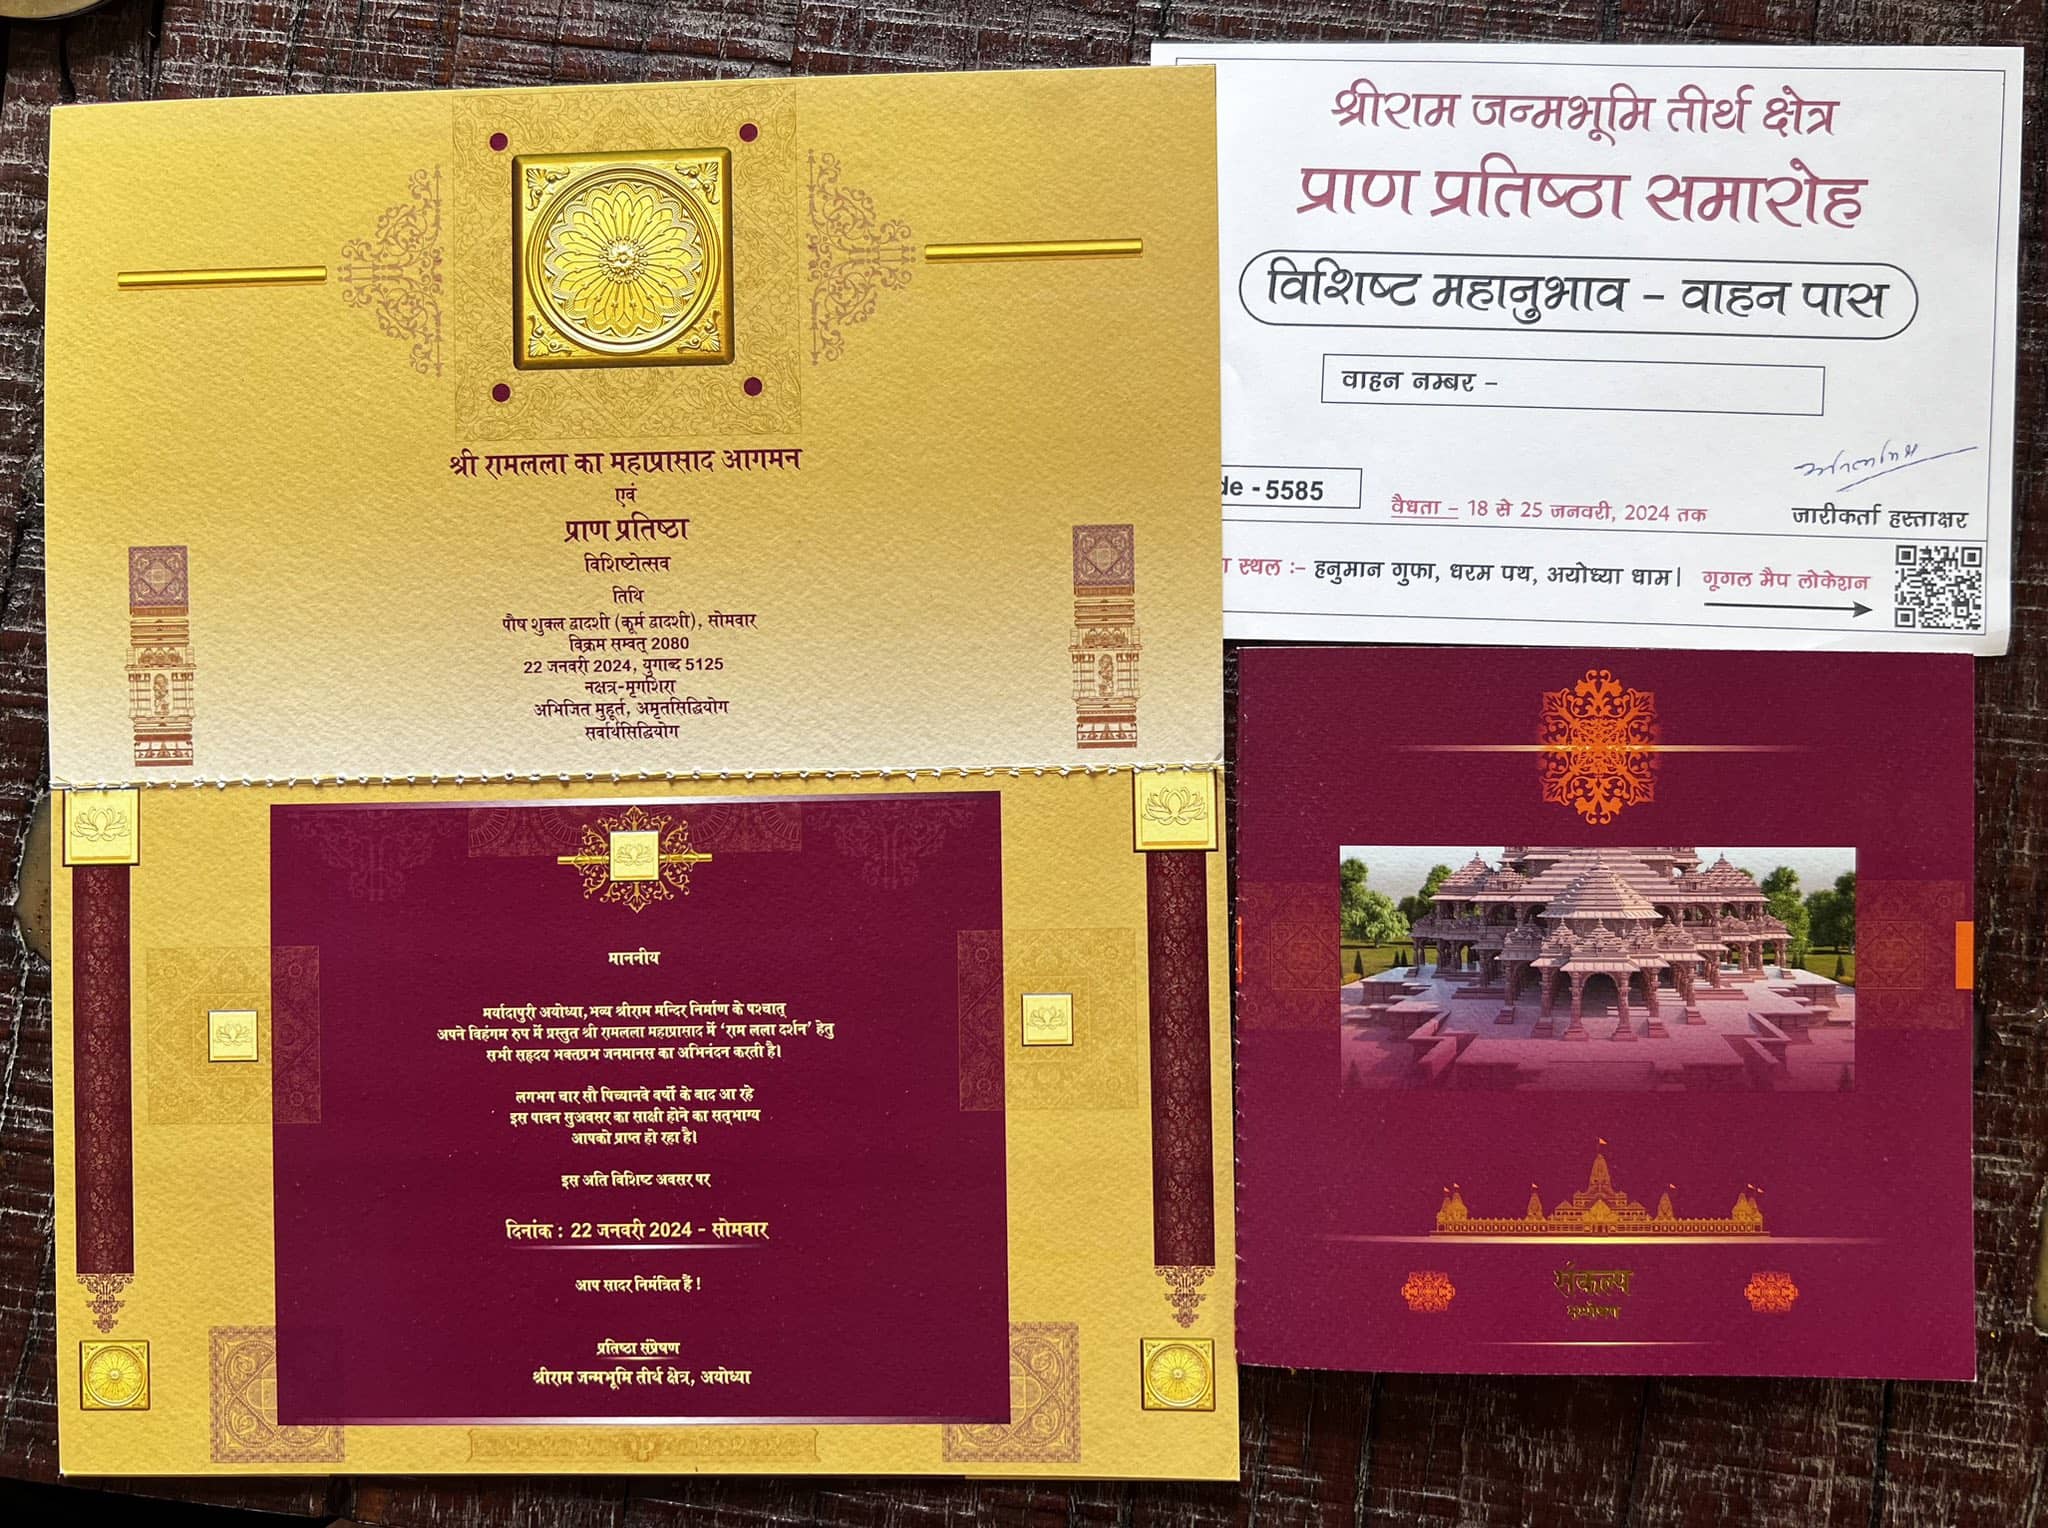 श्री रामलला का महाप्रासाद आगमन
एवं
प्राण प्रतिष्ठा
विशिष्टोत्सव
तिथि
पौष शुक्ल द्वादशी (कूर्म द्वादशी), सोमवार
विक्रम सम्वत् 2080
22 जनवरी 2024, युगाब्द 5125
नक्षत्र-मृगशिरा
अभिजित मुहूर्त, अमृतसिद्धियोग
सर्वार्थसिद्धियोग
माननीय
मर्यादापुरी अयोध्या, भव्य श्रीराम मन्दिर निर्माण के पश्चात्
अपने विहंगम रुप में प्रस्तुत श्री रामलला महाप्रासाद में 'राम लला दर्शन' हेतु
सभी सहृदय भक्तप्रभ जनमानस का अभिनंदन करती है।
लगभग चार सौ पिच्यानवे वर्षों के बाद आ रहे
इस पावन सुअवसर का साक्षी होने का सत्‌भाग्य
आपको प्राप्त हो रहा है।
इस अति विशिष्ट अवसर पर
दिनांक : 22 जनवरी 2024 - सोमवार
आप सादर निमंत्रित हैं !
प्रतिष्ठा संप्रेषण
श्रीराम जन्मभूमि तीर्थ क्षेत्र, अयोध्या
श्रीराम जन्मभूमि तीर्थ क्षेत्र
प्राण प्रतिष्ठा समारोह
विशिष्ट महानुभाव - वाहन पास
वाहन नम्बर -
de - 5585
वैधता - 18 से 25 जनवरी, 2024 तक
जारीकर्ता हस्ताक्षर
स्थल :- हनुमान गुफा, धरम पथ, अयोध्या धाम।
गूगल मैप लोकेशन
संकल्प